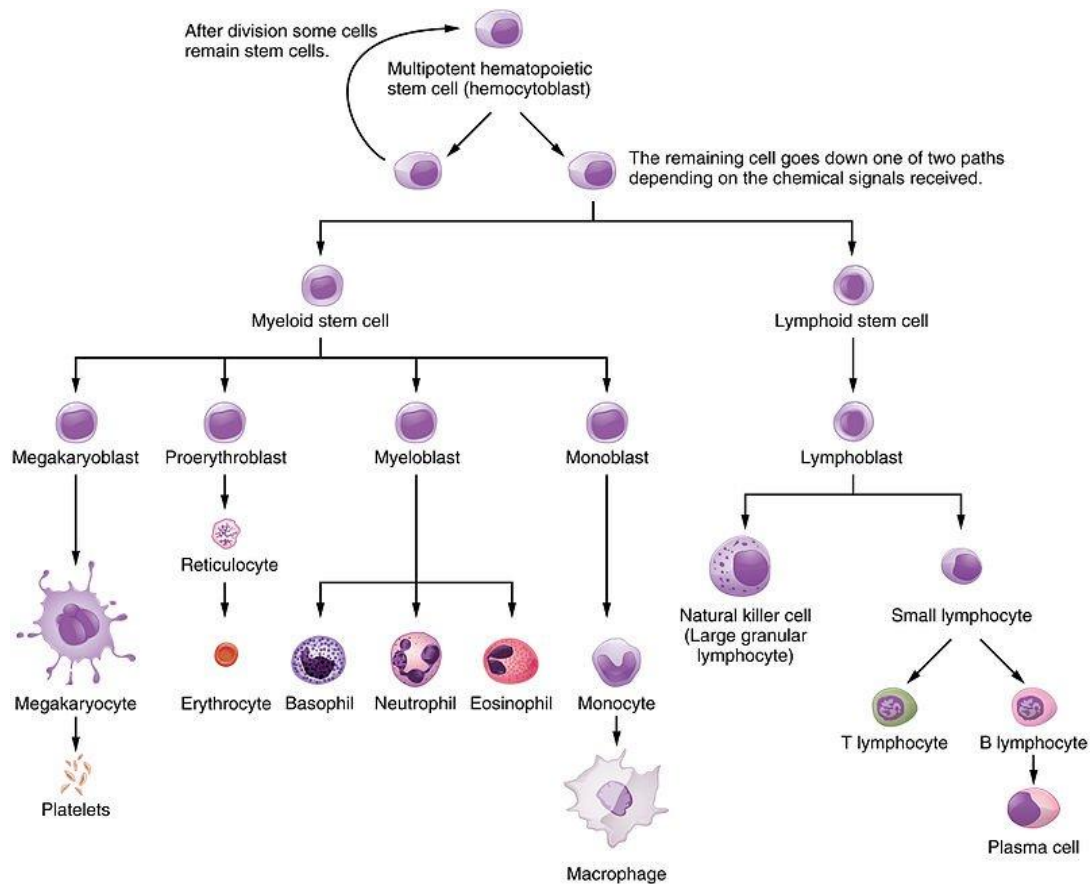 After division some cells
remain stem cells.
Multipotent hematopoietic
stem cell (hemocytoblast)
The remaining cell goes down one of two paths
depending on the chemical signals received.
Myeloid stem cell
Lymphoid stem cell
Megakaryoblast
Proerythroblast
Myeloblast
Monoblast
Lymphoblast
Reticulocyte
Natural killer cell
(Large granular
lymphocyte)
Small lymphocyte
Megakaryocyte
Erythrocyte
Basophil
Neutrophil
Eosinophil
Monocyte
T lymphocyte
B lymphocyte
Platelets
Macrophage
Plasma cell